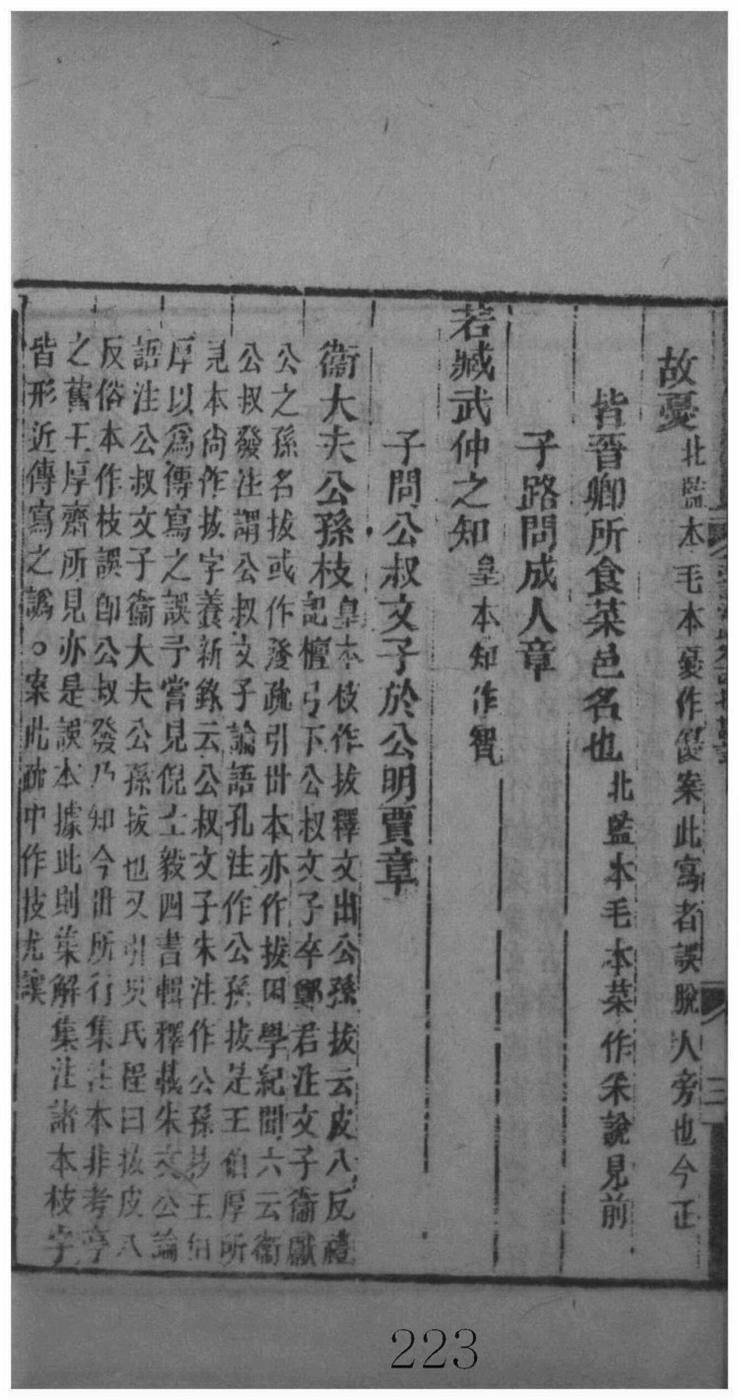 故憂北監本毛本憂作優案此寫者誤脫人旁也今正
皆晉卿所食菜邑名也北監本毛本菜作采說見前
子路問成人章
若臧武仲之知皇本知作智
子問公叔文子於公明賈章
衞大夫公孫枝皇本枝作拔釋文出公孫拔云皮八反禮
記檀弓下公叔文子卒鄭君注文子衞獻
公之孫名拔或作發疏引世本亦作拔困學紀聞六云衞
公叔發注謂公叔文子論語孔注作公孫拔是王伯厚所
見本尚作拔字養新錄云公叔文子朱注作公孫枝王伯
厚以爲傳寫之誤予嘗見倪士毅四書輯釋載朱文公論
語注公叔文子衞大夫公孫拔也又引吳氏程曰拔皮八
反俗本作枝誤卽公叔發乃知今世所行集注本非考亭
之舊王厚齋所見亦是誤本據此則集解集注諸本枝字
皆形近傳寫之譌○案此疏中作技尤誤
三
223